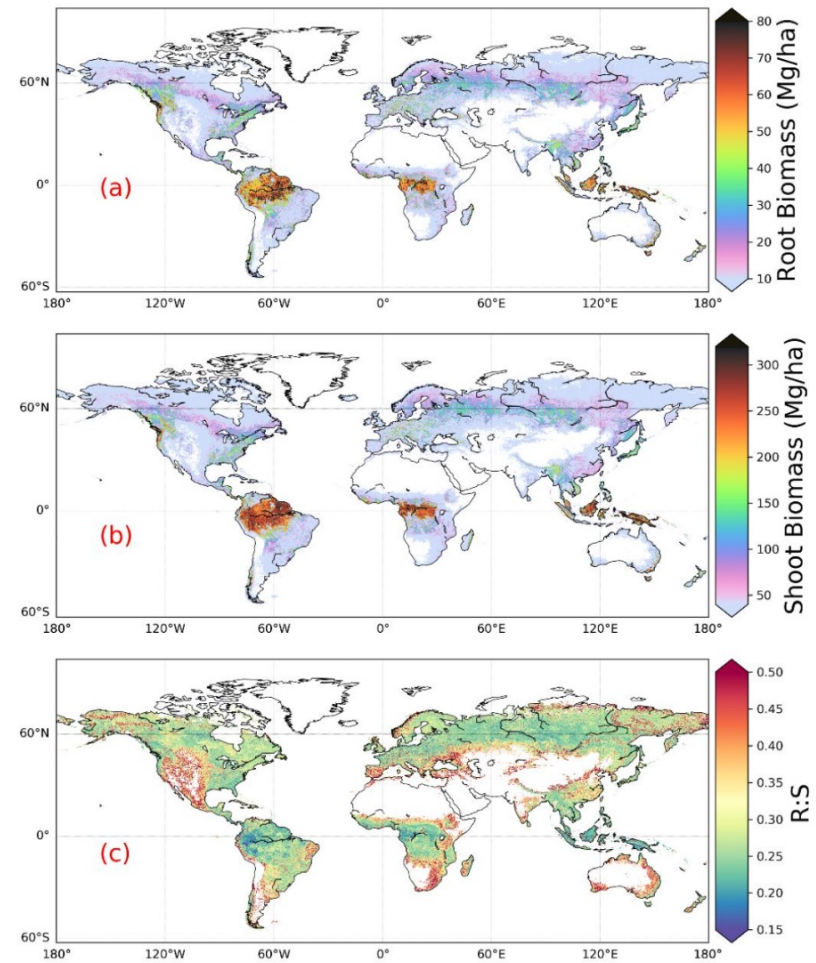 80
70
60
50
40
30
20
10
Root Biomass (Mg/ha)
60°N
0°
60°S
(a)
180°
120°W
60°W
0°
60°E
120°E
180°
300
250
200
150
100
50
Shoot Biomass (Mg/ha)
60°N
0°
60°S
(b)
180°
120°W
60°W
0°
60°E
120°E
180°
0.50
0.45
0.40
0.35
0.30
0.25
0.20
0.15
R:S
60°N
0°
60°S
(c)
180°
120°W
60°W
0°
60°E
120°E
180°